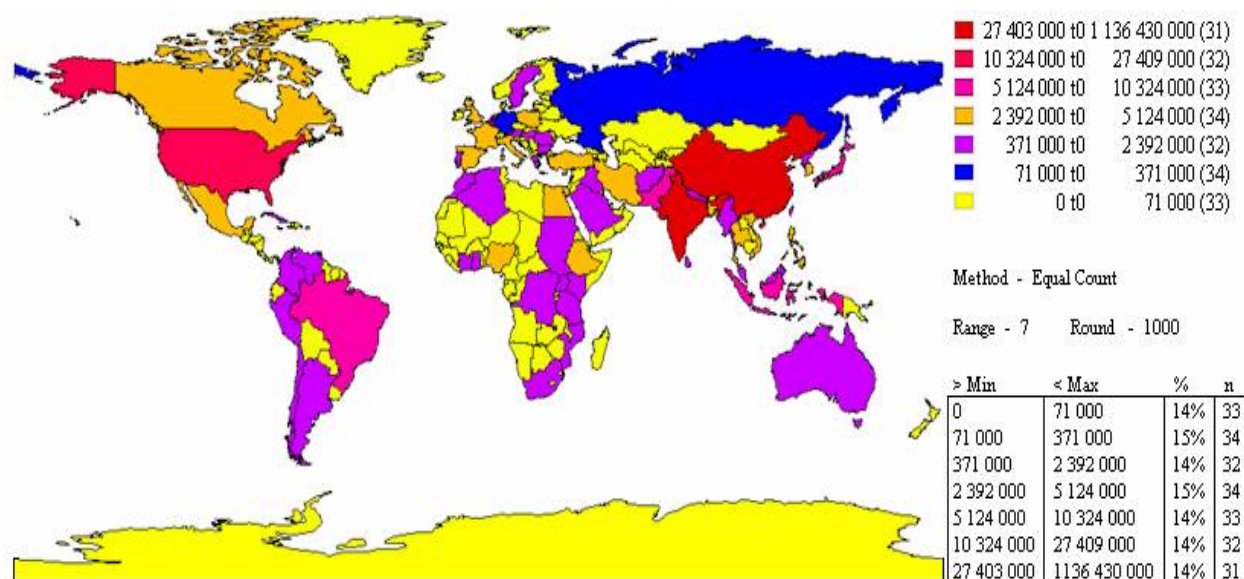 27 403 000 t0 1 136 430 000 (31)
10 324 000 t0 27 409 000 (32)
5 124 000 t0 10 324 000 (33)
2 392 000 t0 5 124 000 (34)
371 000 t0 2 392 000 (32)
71 000 t0 371 000 (34)
0 t0 71 000 (33)
Method - Equal Count
Range - 7 Round - 1000
> Min < Max % n
0 71 000 14% 33
71 000 371 000 15% 34
371 000 2 392 000 14% 32
2 392 000 5 124 000 15% 34
5 124 000 10 324 000 14% 33
10 324 000 27 409 000 14% 32
27 403 000 1136 430 000 14% 31